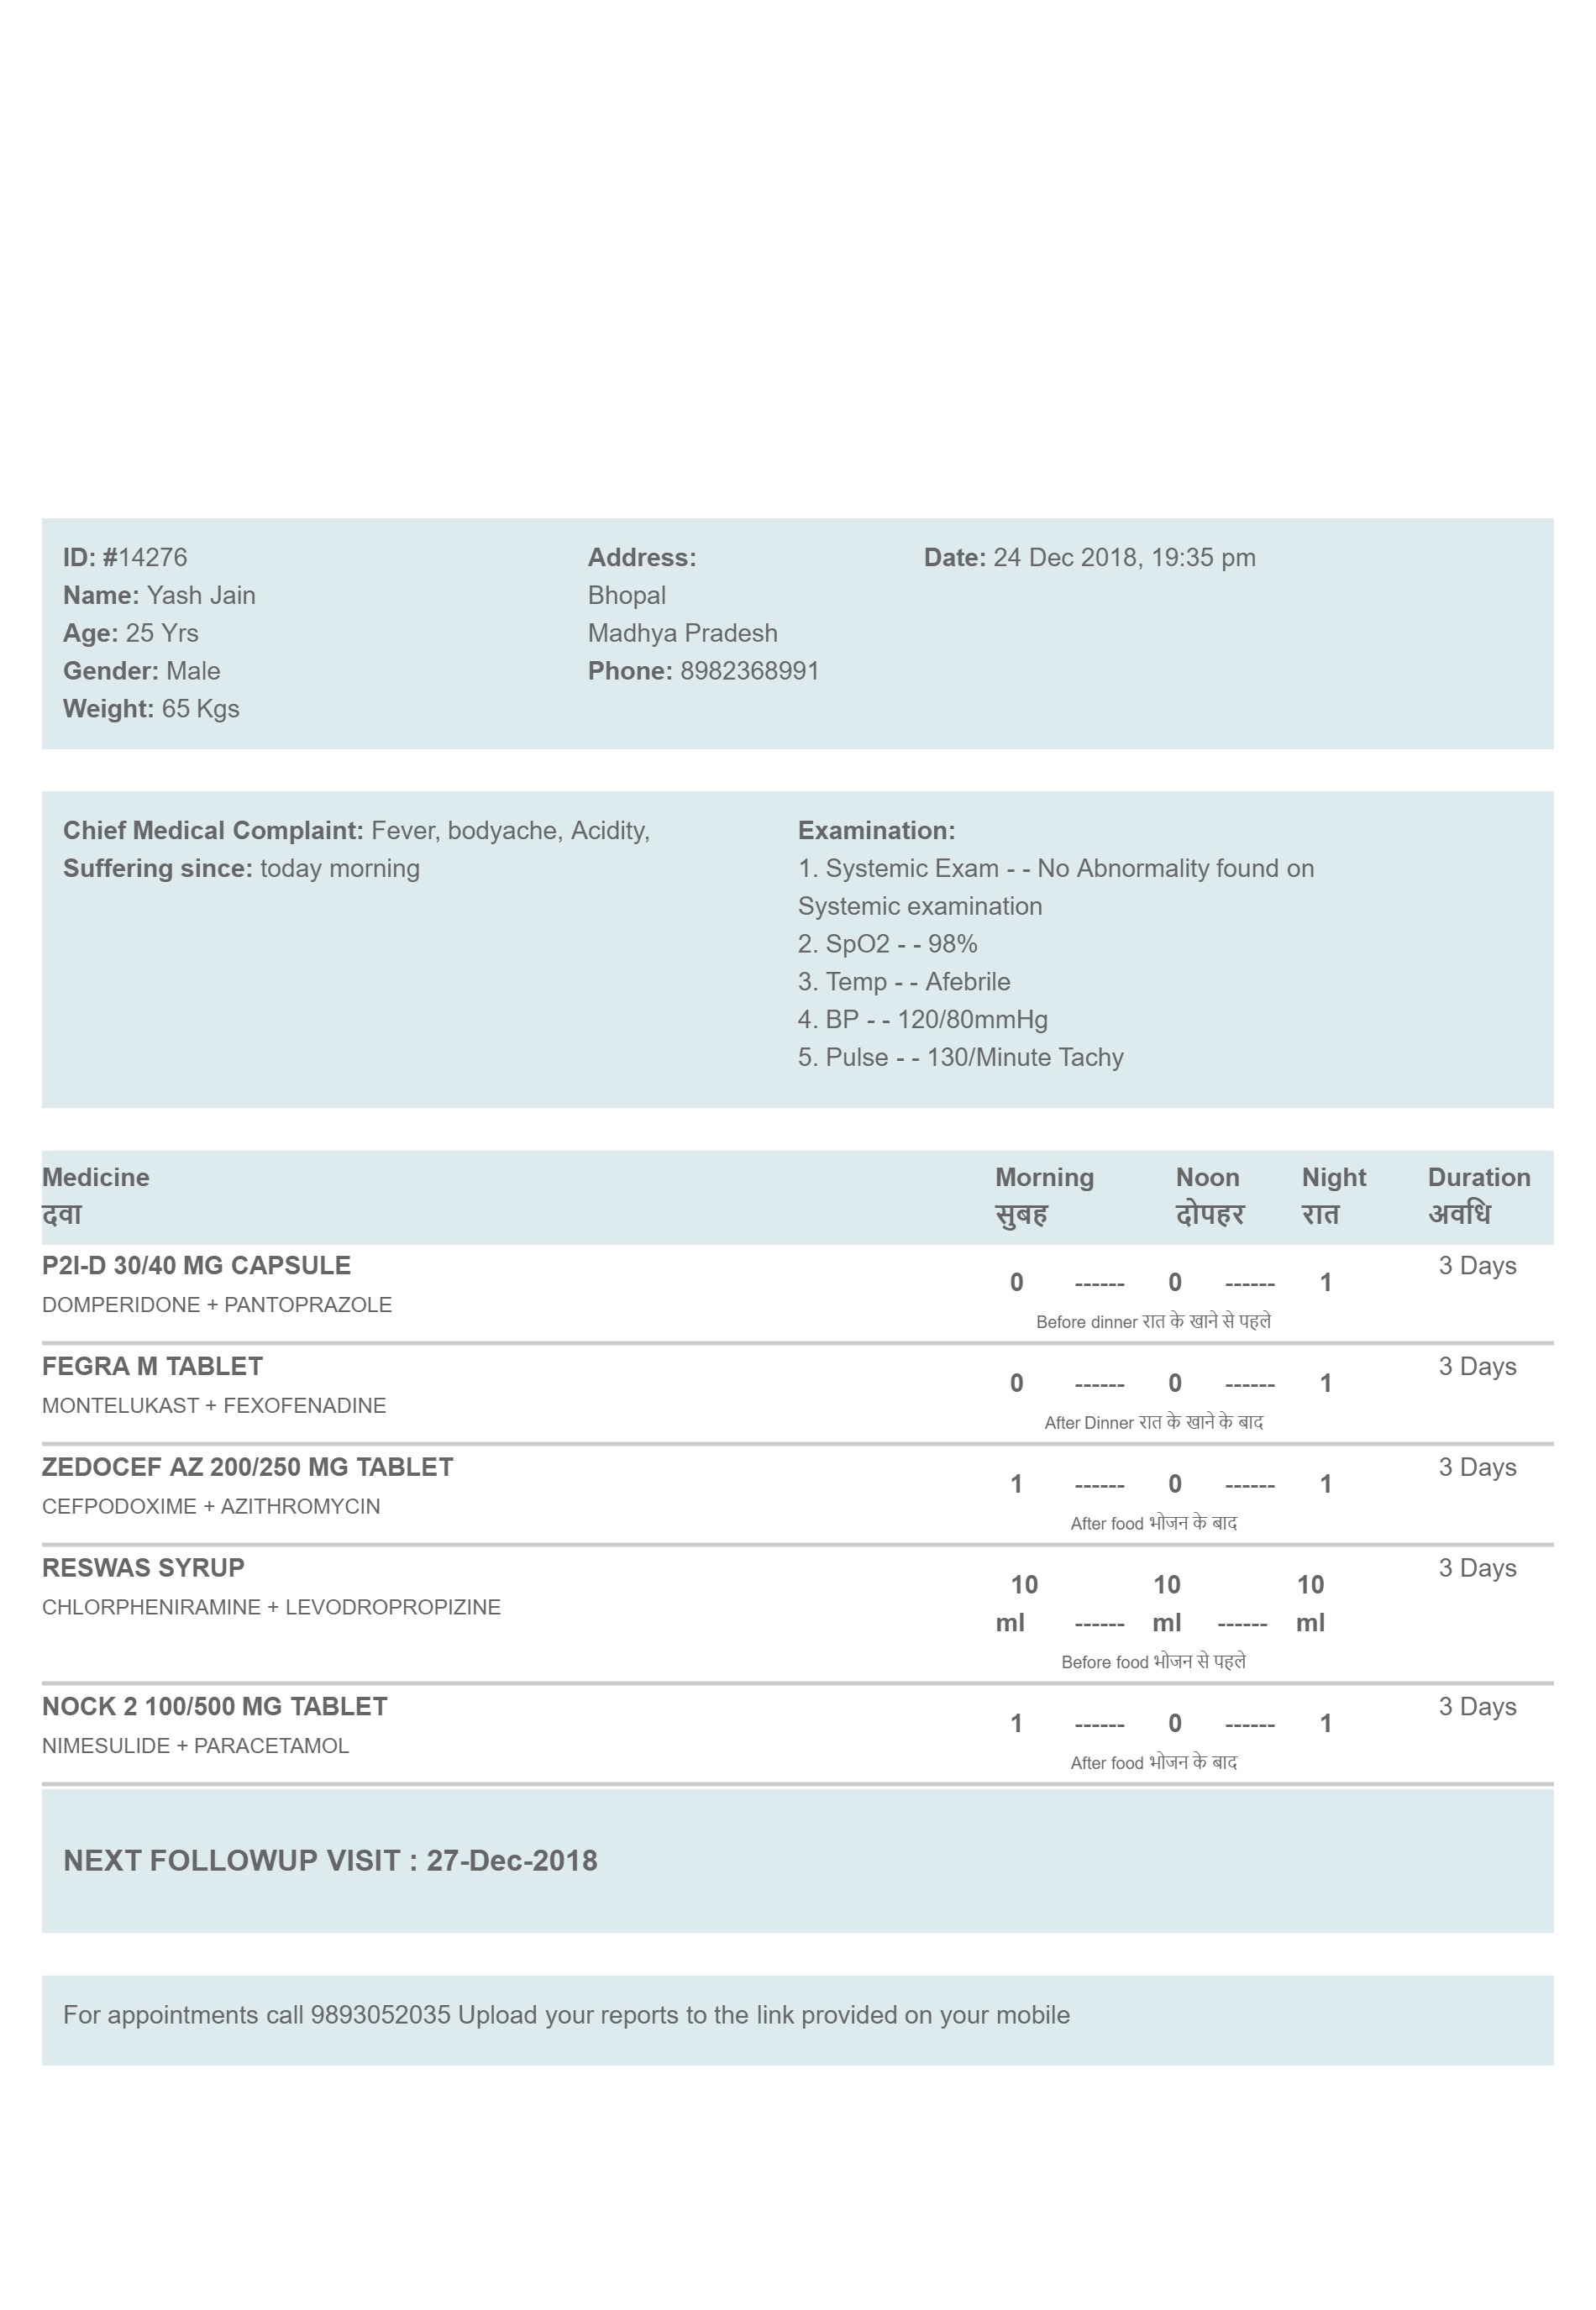 ID: #14276
Name: Yash Jain
Age: 25 Yrs
Gender: Male
Weight: 65 Kgs
Address:
Bhopal
Madhya Pradesh
Phone: 8982368991
Date: 24 Dec 2018, 19:35 pm
Chief Medical Complaint: Fever, bodyache, Acidity,
Suffering since: today morning
Examination:
1. Systemic Exam - - No Abnormality found on
Systemic examination
2. SpO2 - - 98%
3. Temp - - Afebrile
4. BP - - 120/80mmHg
5. Pulse - - 130/Minute Tachy
Medicine Morning Noon Night Duration
दवा सुबह दोपहर रात अवधि
P2I-D 30/40 MG CAPSULE 3 Days
0 ------ 0 ------ 1
DOMPERIDONE + PANTOPRAZOLE
Before dinner रात के खाने से पहले
FEGRA M TABLET 3 Days
0 ------ 0 ------ 1
MONTELUKAST + FEXOFENADINE
After Dinner रात के खाने के बाद
ZEDOCEF AZ 200/250 MG TABLET 3 Days
1 ------ 0 ------ 1
CEFPODOXIME + AZITHROMYCIN
After food भोजन के बाद
RESWAS SYRUP 3 Days
10 10 10
CHLORPHENIRAMINE + LEVODROPROPIZINE
ml ------ ml ------ ml
Before food भोजन से पहले
NOCK 2 100/500 MG TABLET 3 Days
1 ------ 0 ------ 1
NIMESULIDE + PARACETAMOL
After food भोजन के बाद
NEXT FOLLOWUP VISIT : 27-Dec-2018
For appointments call 9893052035 Upload your reports to the link provided on your mobile